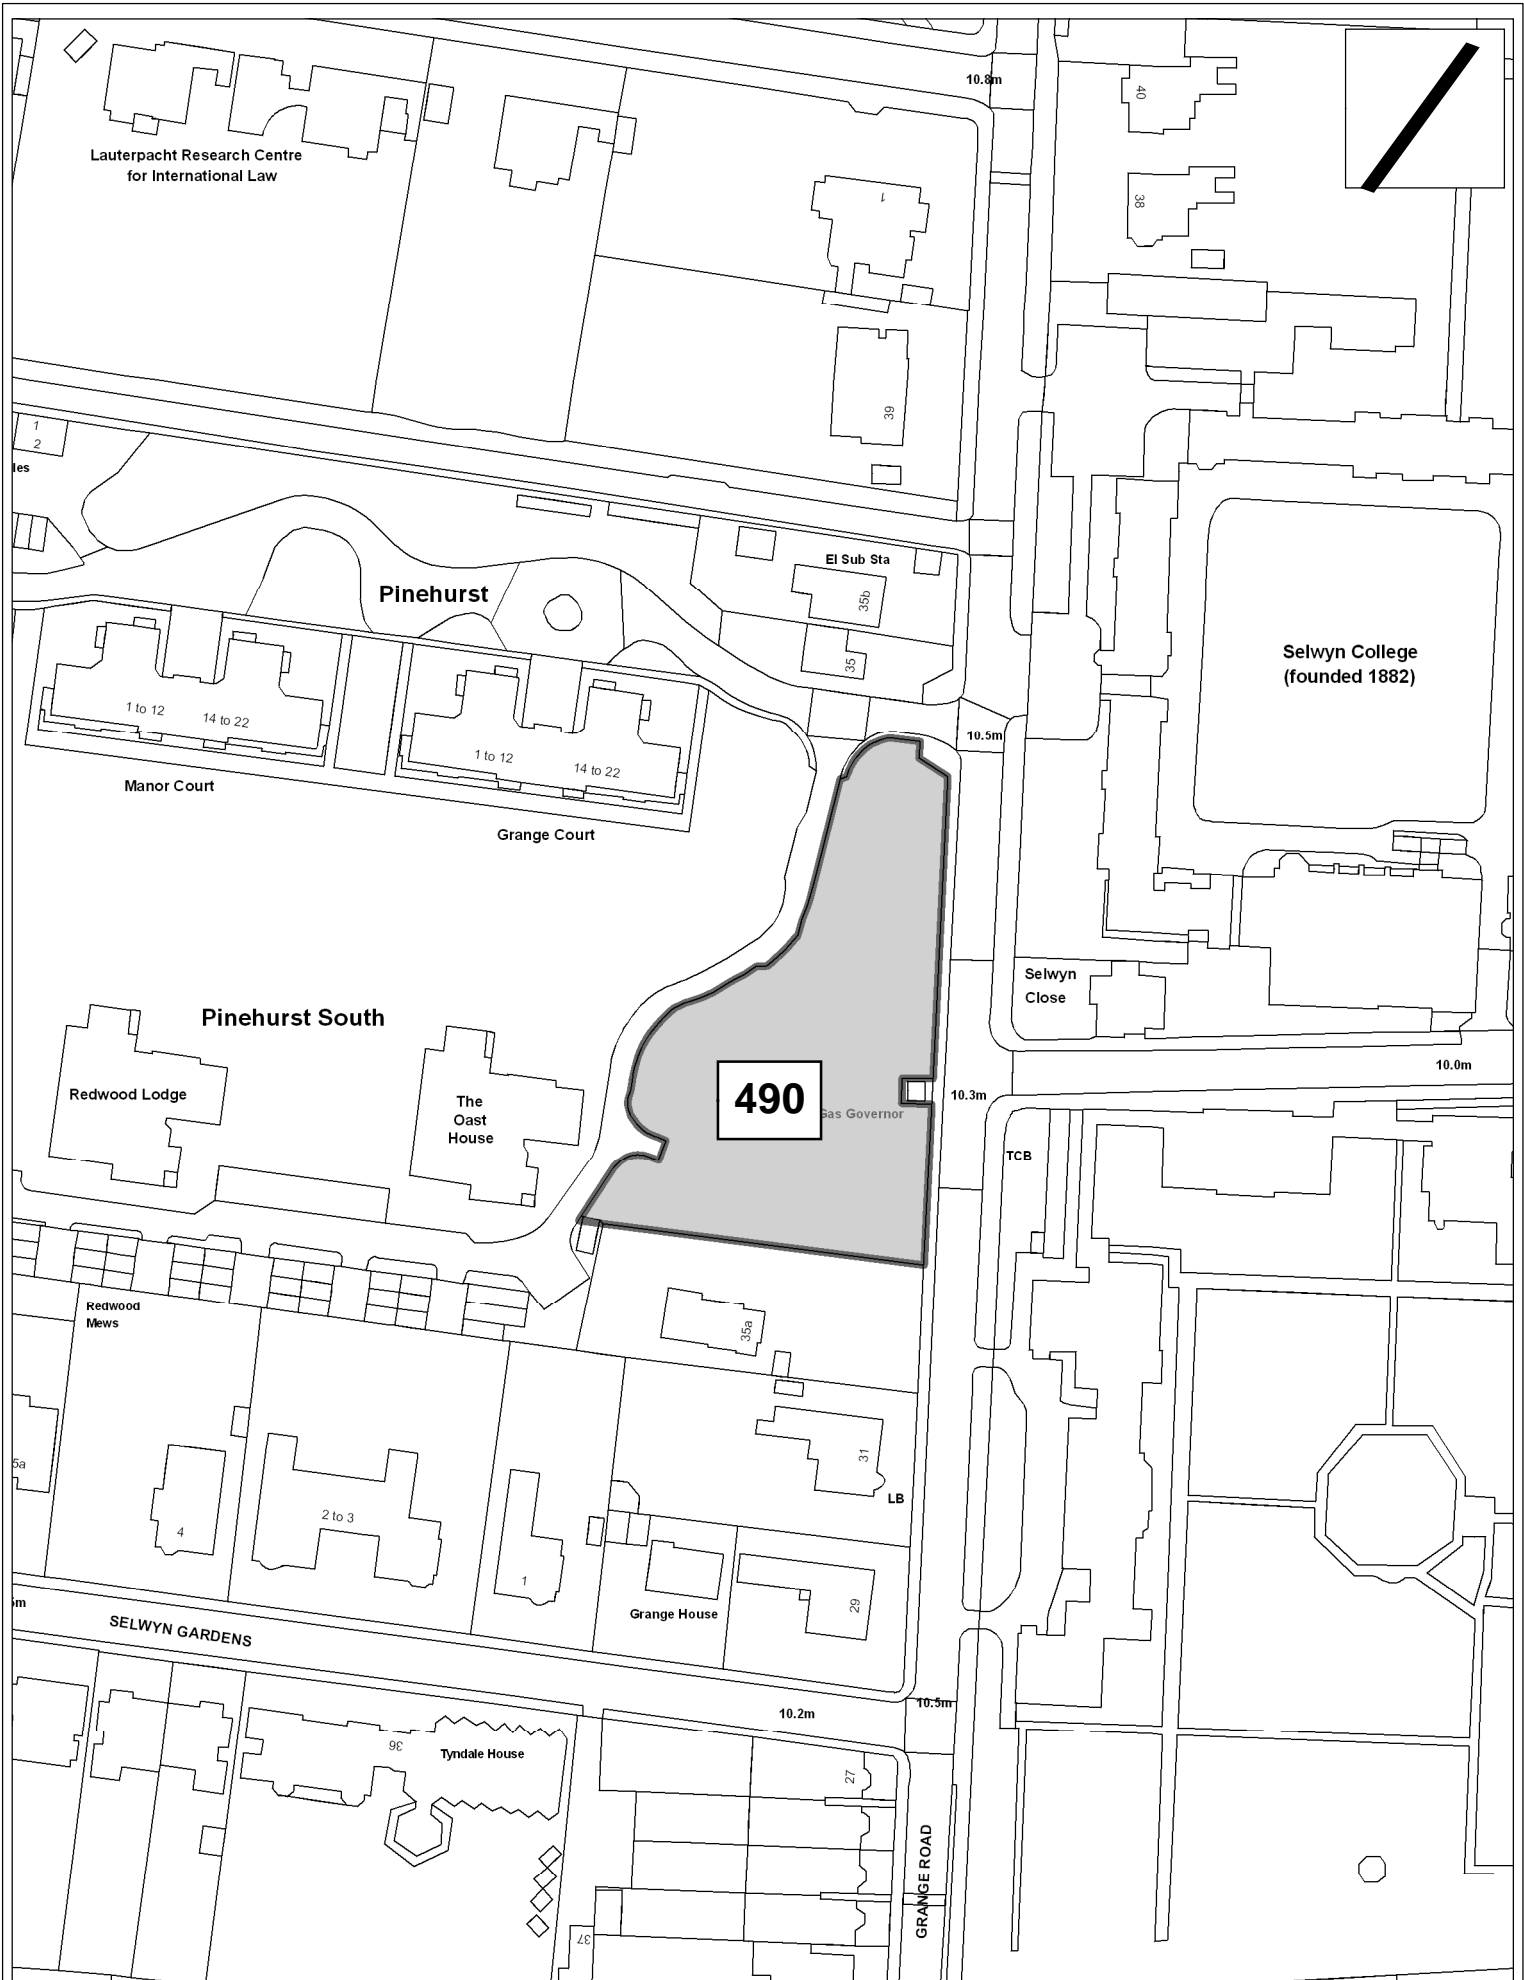 10.8m
40
Lauterpacht Research Centre
for International Law
1
38
39
1
2
les
El Sub Sta
Pinehurst
35b
35
Selwyn College
(founded 1882)
1 to 12
14 to 22
10.5m
1 to 12
14 to 22
Manor Court
Grange Court
Selwyn
Close
Pinehurst South
10.0m
Redwood Lodge
The
Oast
House
490
10.3m
Gas Governor
TCB
Redwood
Mews
35a
31
5a
LB
2 to 3
4
1
29
Grange House
5m
SELWYN GARDENS
10.5m
10.2m
36
Tyndale House
27
GRANGE ROAD
37